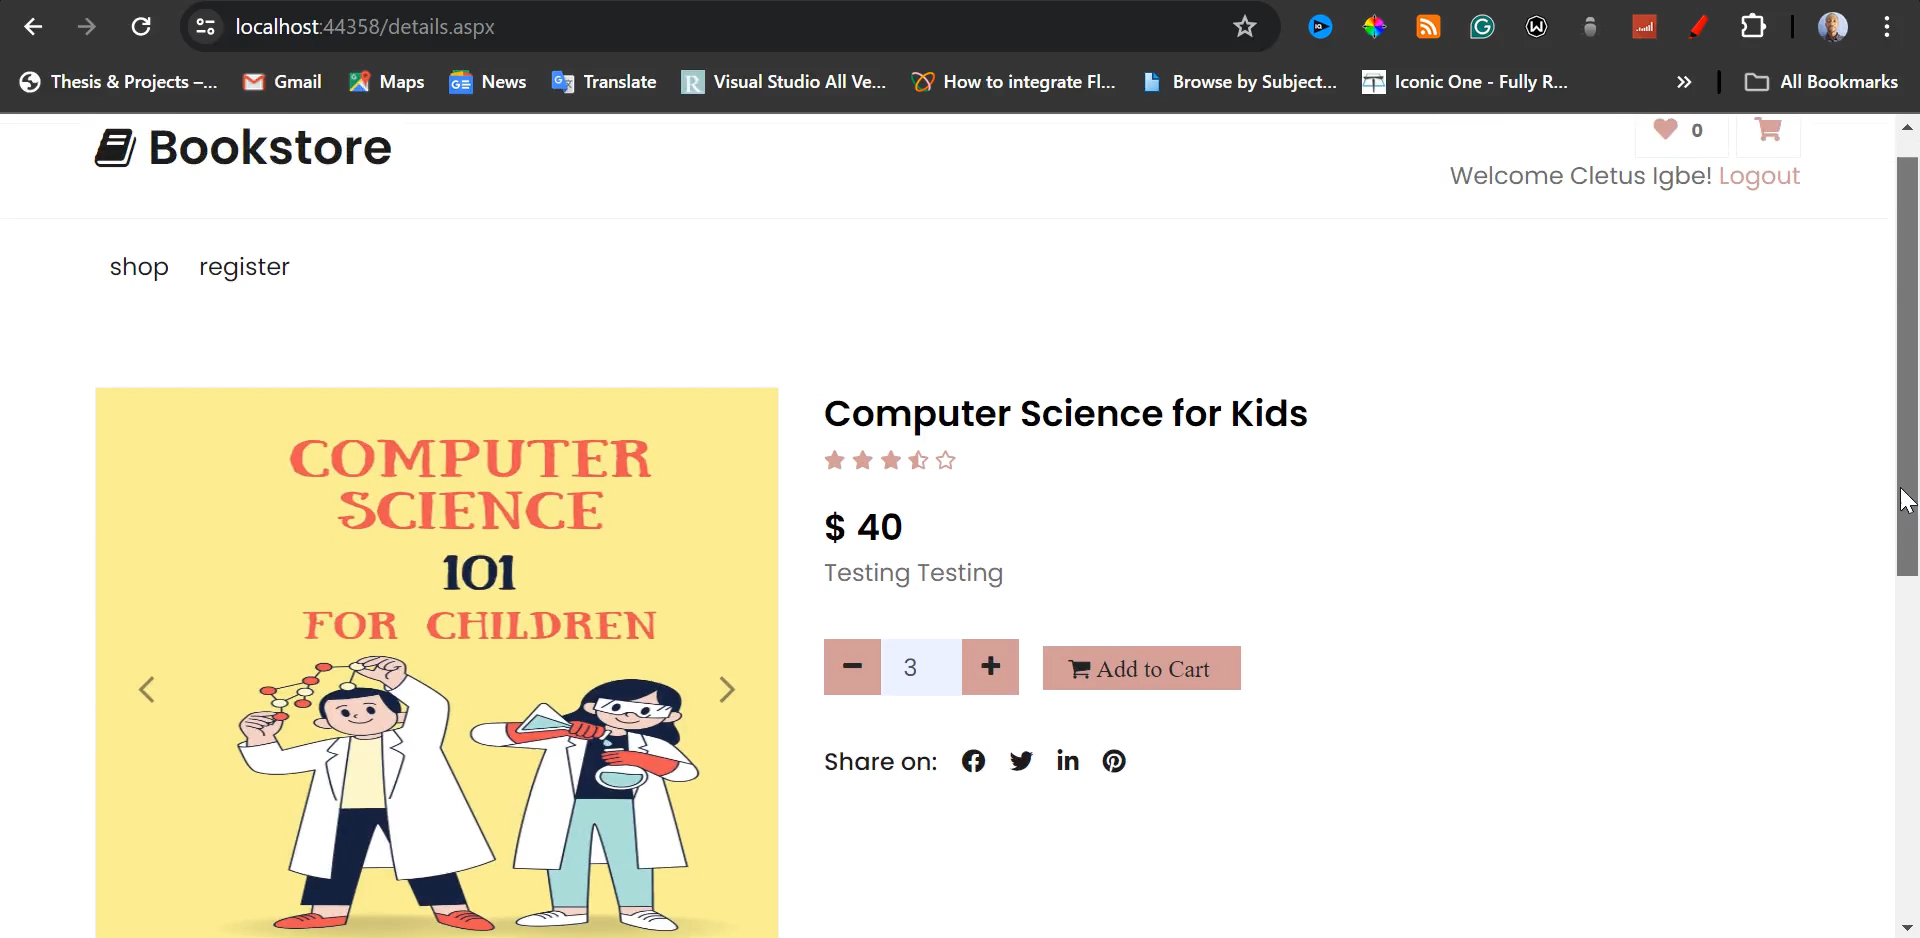 localhost:44358/details.aspx
Thesis & Projects –... Gmail Maps News Translate Visual Studio All Ve... How to integrate Fl... Browse by Subject... Iconic One - Fully R... » All Bookmarks
Bookstore
0
Welcome Cletus Igbe! Logout
shop register
COMPUTER
SCIENCE
101
FOR CHILDREN
Computer Science for Kids
$ 40
Testing Testing
3
Add to Cart
Share on: